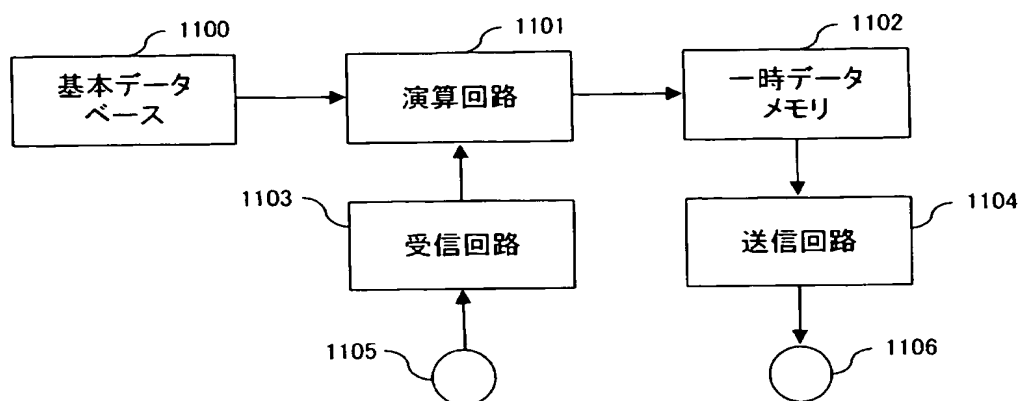 1100
1101
1102
基本データ
ベース
演算回路
一時データ
メモリ
1103
1104
受信回路
送信回路
1105
1106